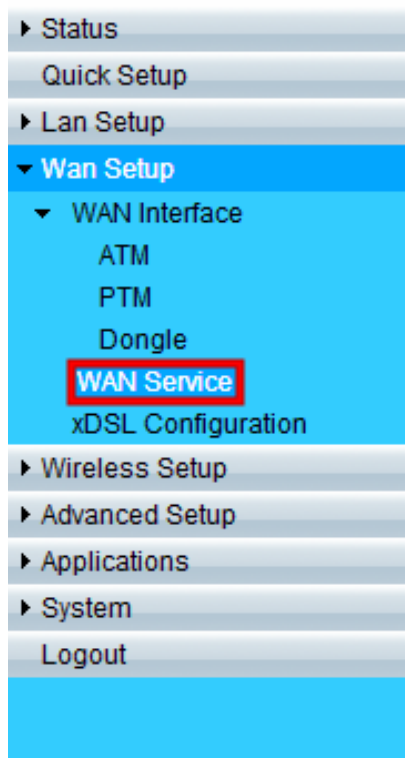 Status
Quick Setup
Lan Setup
Wan Setup
WAN Interface
ATM
PTM
Dongle
WAN Service
xDSL Configuration
Wireless Setup
Advanced Setup
Applications
System
Logout